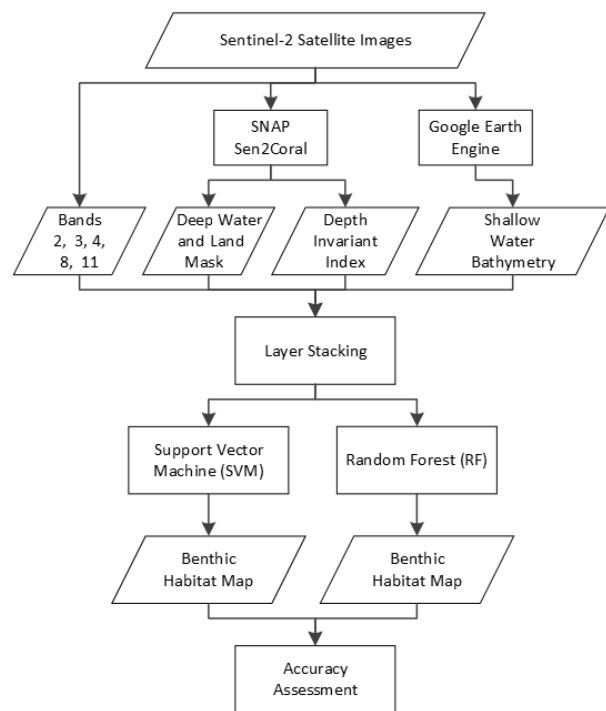 Sentinel-2 Satellite Images
SNAP
Sen2Coral
Google Earth
Engine
Bands
2, 3, 4,
8, 11
Deep Water
and Land
Mask
Depth
Invariant
Index
Shallow
Water
Bathymetry
Layer Stacking
Support Vector
Machine (SVM)
Random Forest (RF)
Benthic
Habitat Map
Benthic
Habitat Map
Accuracy
Assessment